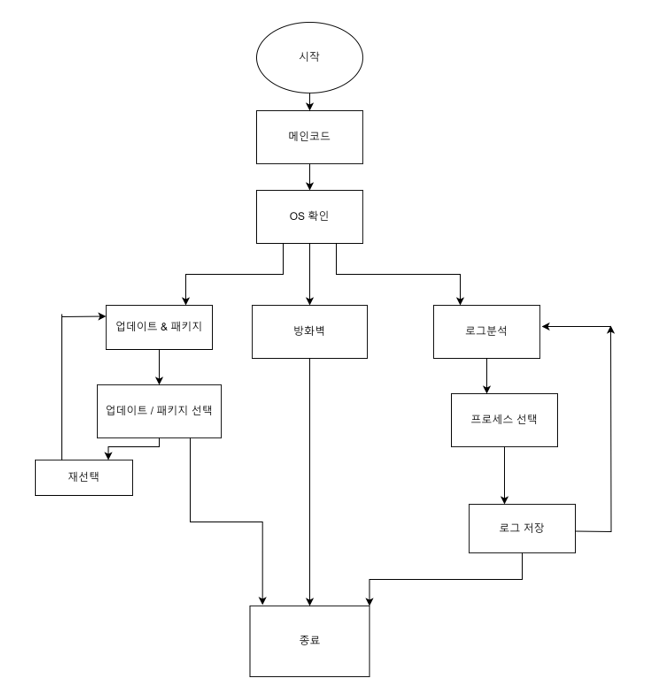 시작
메인코드
OS 확인
업데이트 & 패키지
방화벽
로그분석
업데이트 / 패키지 선택
프로세스 선택
재선택
로그 저장
종료